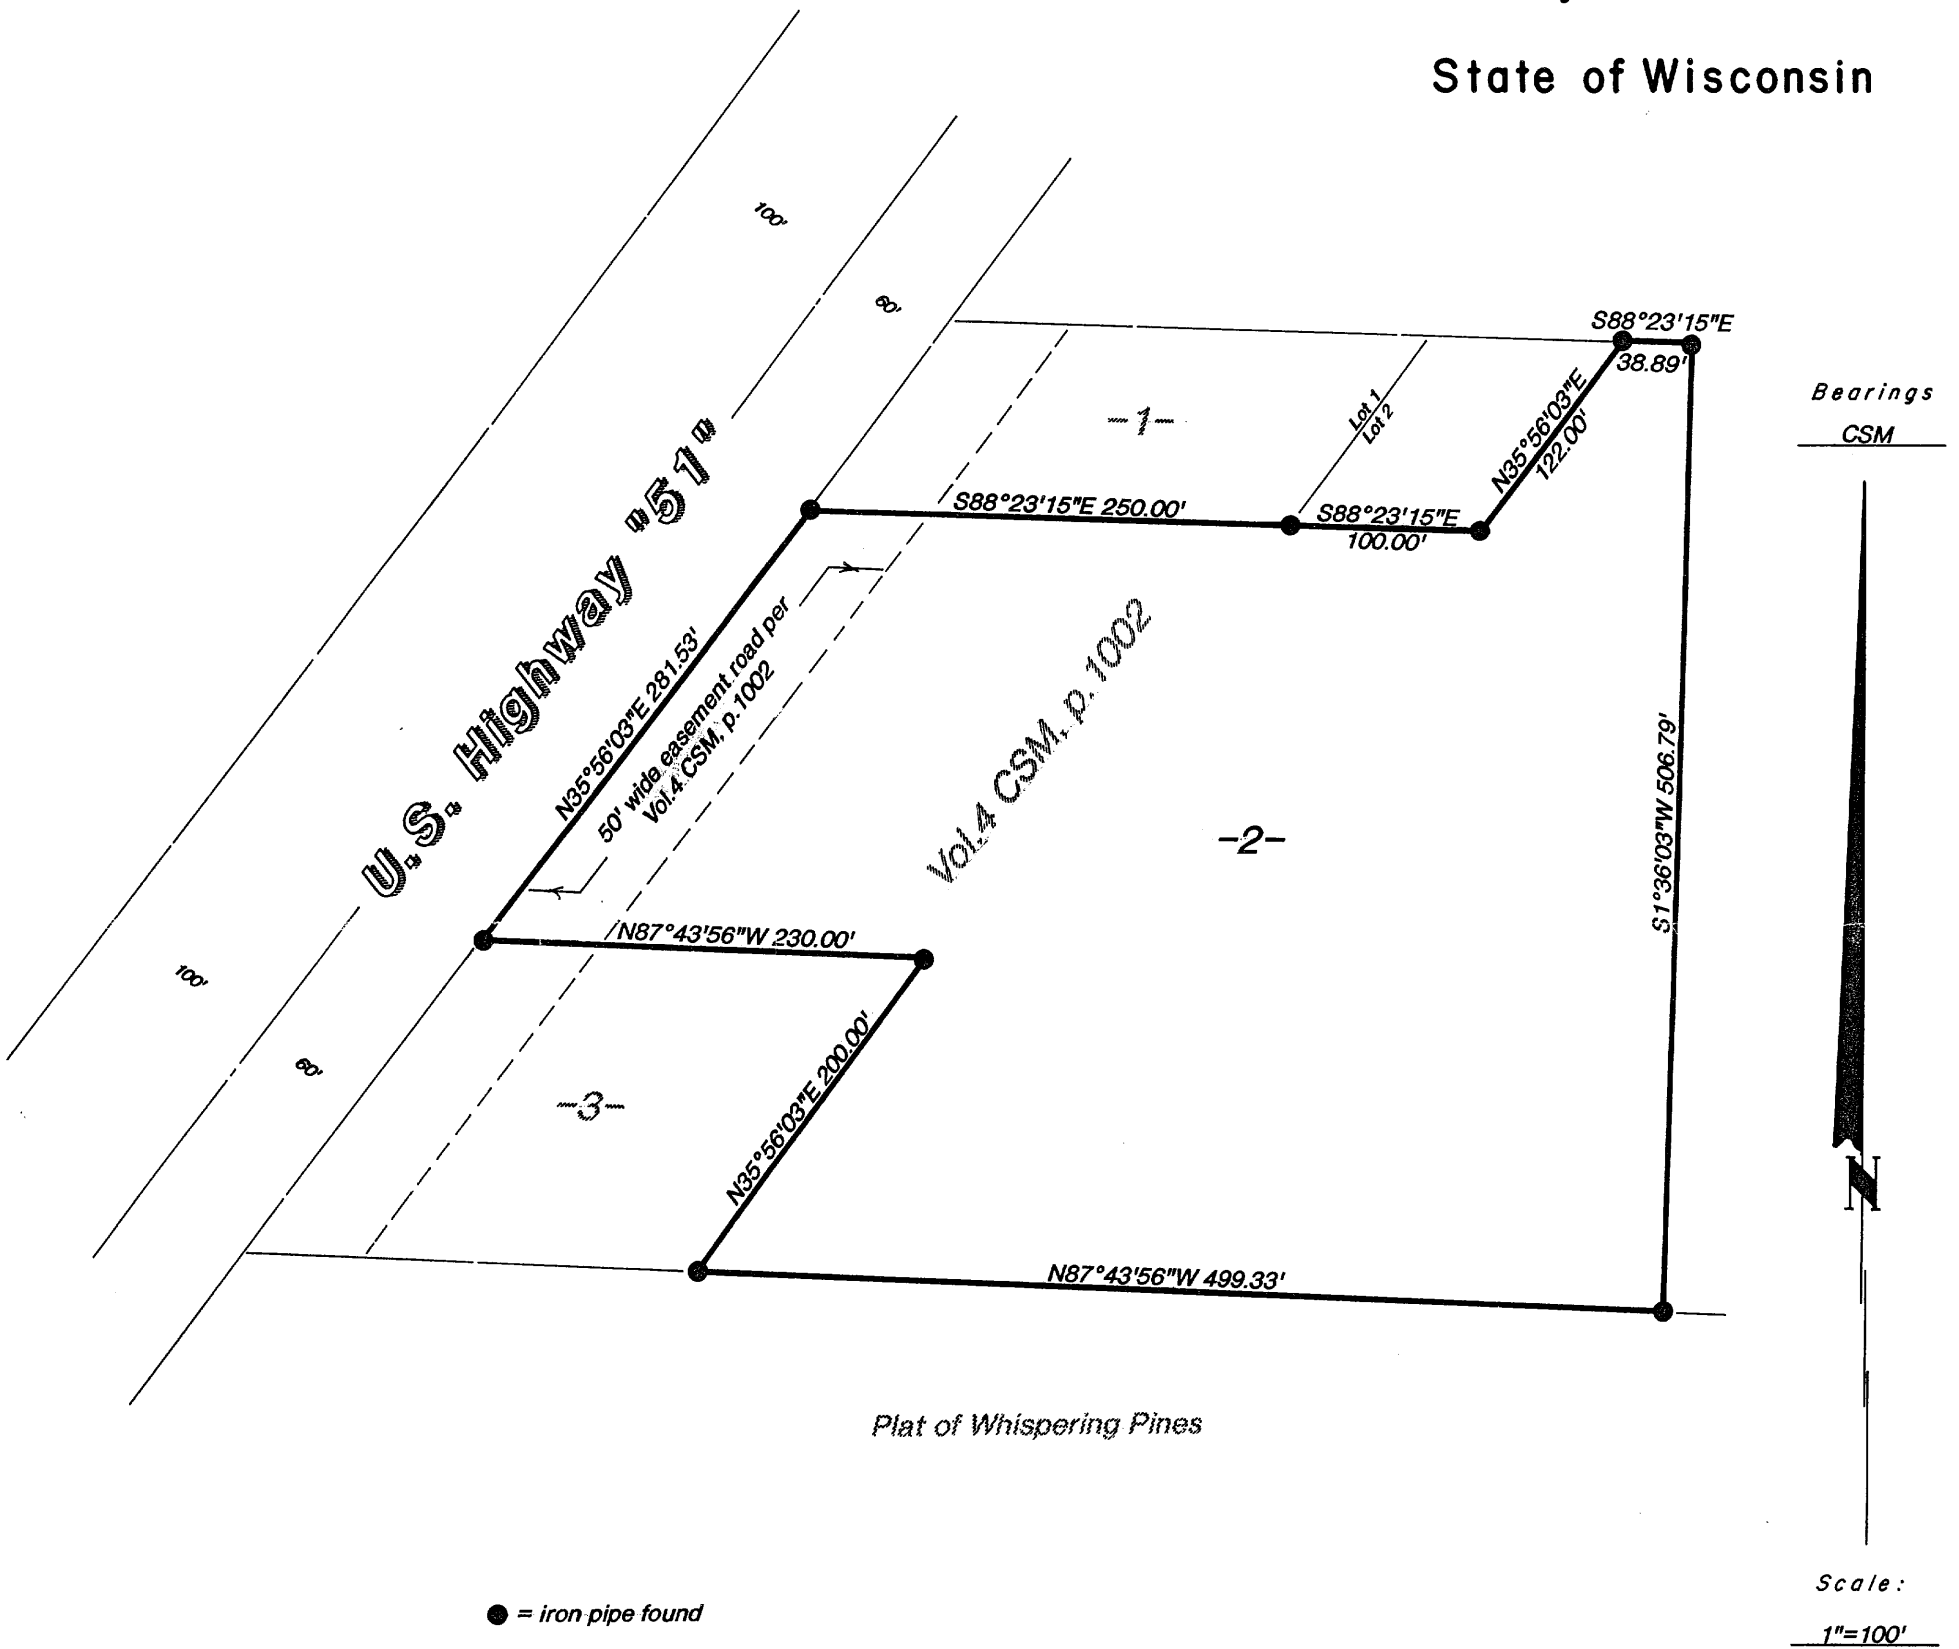 State of Wisconsin
100'
60'
S88°23'15"E
38.89'
Bearings
CSM
-1-
Lot 1
Lot 2
N35°56'03"E
122.00'
U.S. Highway "51"
S88°23'15"E 250.00'
S88°23'15"E
100.00'
N35°56'03"E 281.53'
50' wide easement road per
Vol.4 CSM, p.1002
Vol.4 CSM, p.1002
-2-
S1°36'03"W 506.79'
N87°43'56"W 230.00'
100'
60'
-3-
N35°56'03"E 200.00'
N
N87°43'56"W 499.33'
Plat of Whispering Pines
= iron pipe found
Scale:
1"=100'